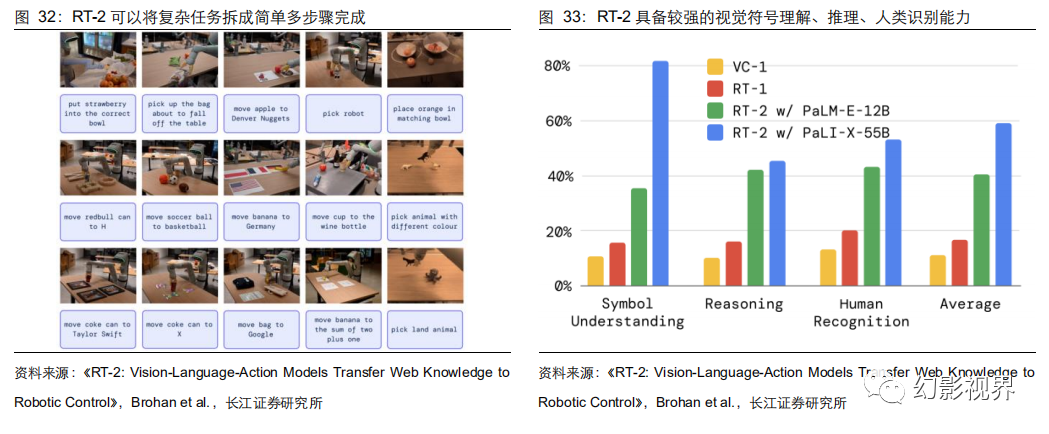 图 32：RT-2 可以将复杂任务拆成简单多步骤完成
put strawberry
into the correct
bowl
pick up the bag
about to fall
off the table
move apple to
Denver Nuggets
pick robot
place orange in
matching bowl
move redbull can
to H
move soccer ball
to basketball
move banana to
Germany
move cup to the
wine bottle
pick animal with
different colour
move coke can to
Taylor Swift
move coke can to
X
move bag to
Google
move banana to
the sum of two
plus one
pick land animal
资料来源：《RT-2: Vision-Language-Action Models Transfer Web Knowledge to
Robotic Control》，Brohan et al.，长江证券研究所
图 33：RT-2 具备较强的视觉符号理解、推理、人类识别能力
80%
60%
40%
20%
0%
VC-1
RT-1
RT-2 w/ PaLM-E-12B
RT-2 w/ PaLI-X-55B
Symbol
Understanding
Reasoning
Human
Recognition
Average
资料来源：《RT-2: Vision-Language-Action Models Transfer Web Knowledge to
Robotic Control》，Brohan et al.，长江证券研究所
幻影视界